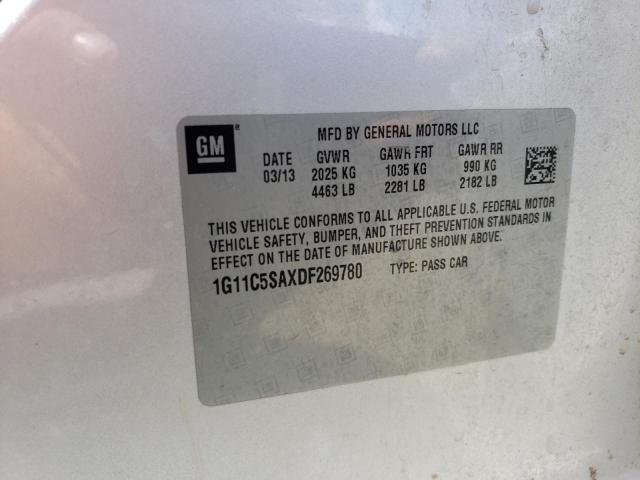 GM
MFD BY GENERAL MOTORS LLC
DATE GVWR GAWR FRT GAWR RR
03/13 2025 KG 1035 KG 990 KG
4463 LB 2281 LB 2182 LB
THIS VEHICLE CONFORMS TO ALL APPLICABLE U.S. FEDERAL MOTOR
VEHICLE SAFETY, BUMPER, AND THEFT PREVENTION STANDARDS IN
EFFECT ON THE DATE OF MANUFACTURE SHOWN ABOVE.
1G11C5SAXDF269780 TYPE: PASS CAR